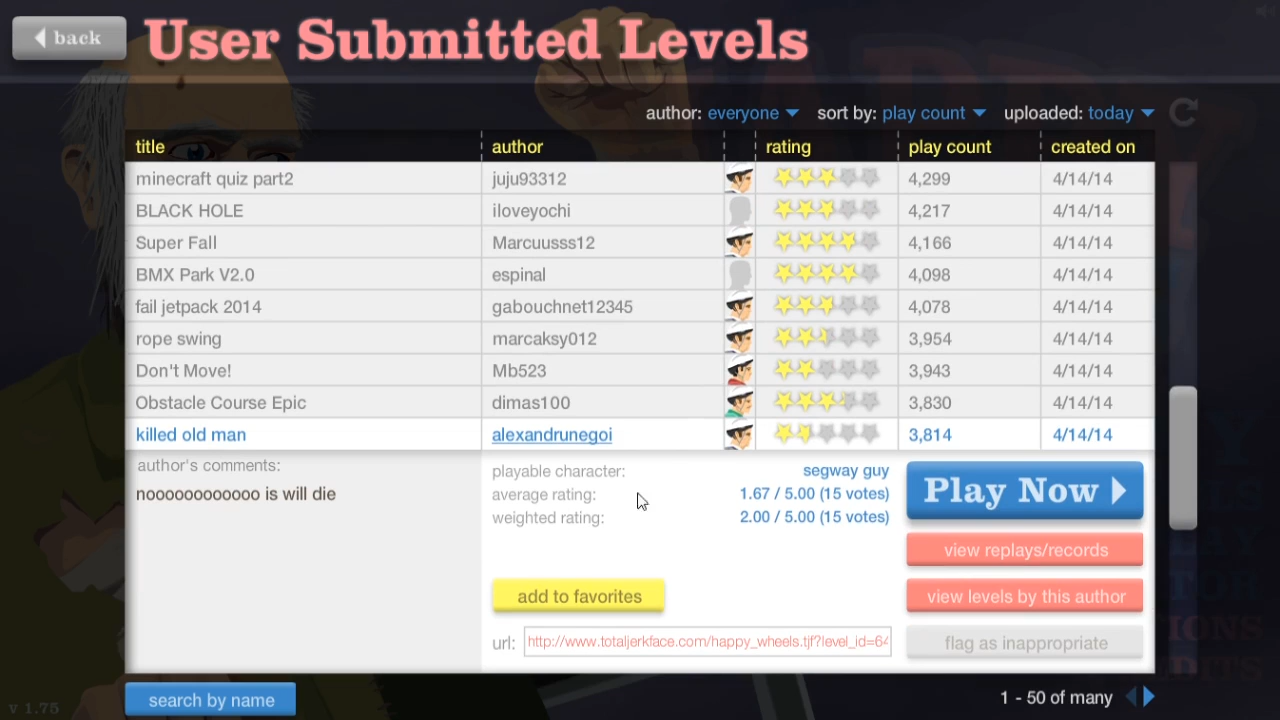 back
User Submitted Levels
author: everyone sort by: play count uploaded: today
title author rating play count created on
minecraft quiz part2 juju93312 4,299 4/14/14
BLACK HOLE iloveyochi 4,217 4/14/14
Super Fall Marcuusss12 4,166 4/14/14
BMX Park V2.0 espinal 4,098 4/14/14
fail jetpack 2014 gabouchnet12345 4,078 4/14/14
rope swing marcaksy012 3,954 4/14/14
Don't Move! Mb523 3,943 4/14/14
Obstacle Course Epic dimas100 3,830 4/14/14
killed old man alexandrunegoi 3,814 4/14/14
author's comments:
noooooooooooo is will die
playable character: segway guy
average rating: 1.67 / 5.00 (15 votes)
weighted rating: 2.00 / 5.00 (15 votes)
Play Now
view replays/records
add to favorites
view levels by this author
url: http://www.totaljerkface.com/happy_wheels.tjf?level_id=64
flag as inappropriate
search by name
1 - 50 of many
v 1.75